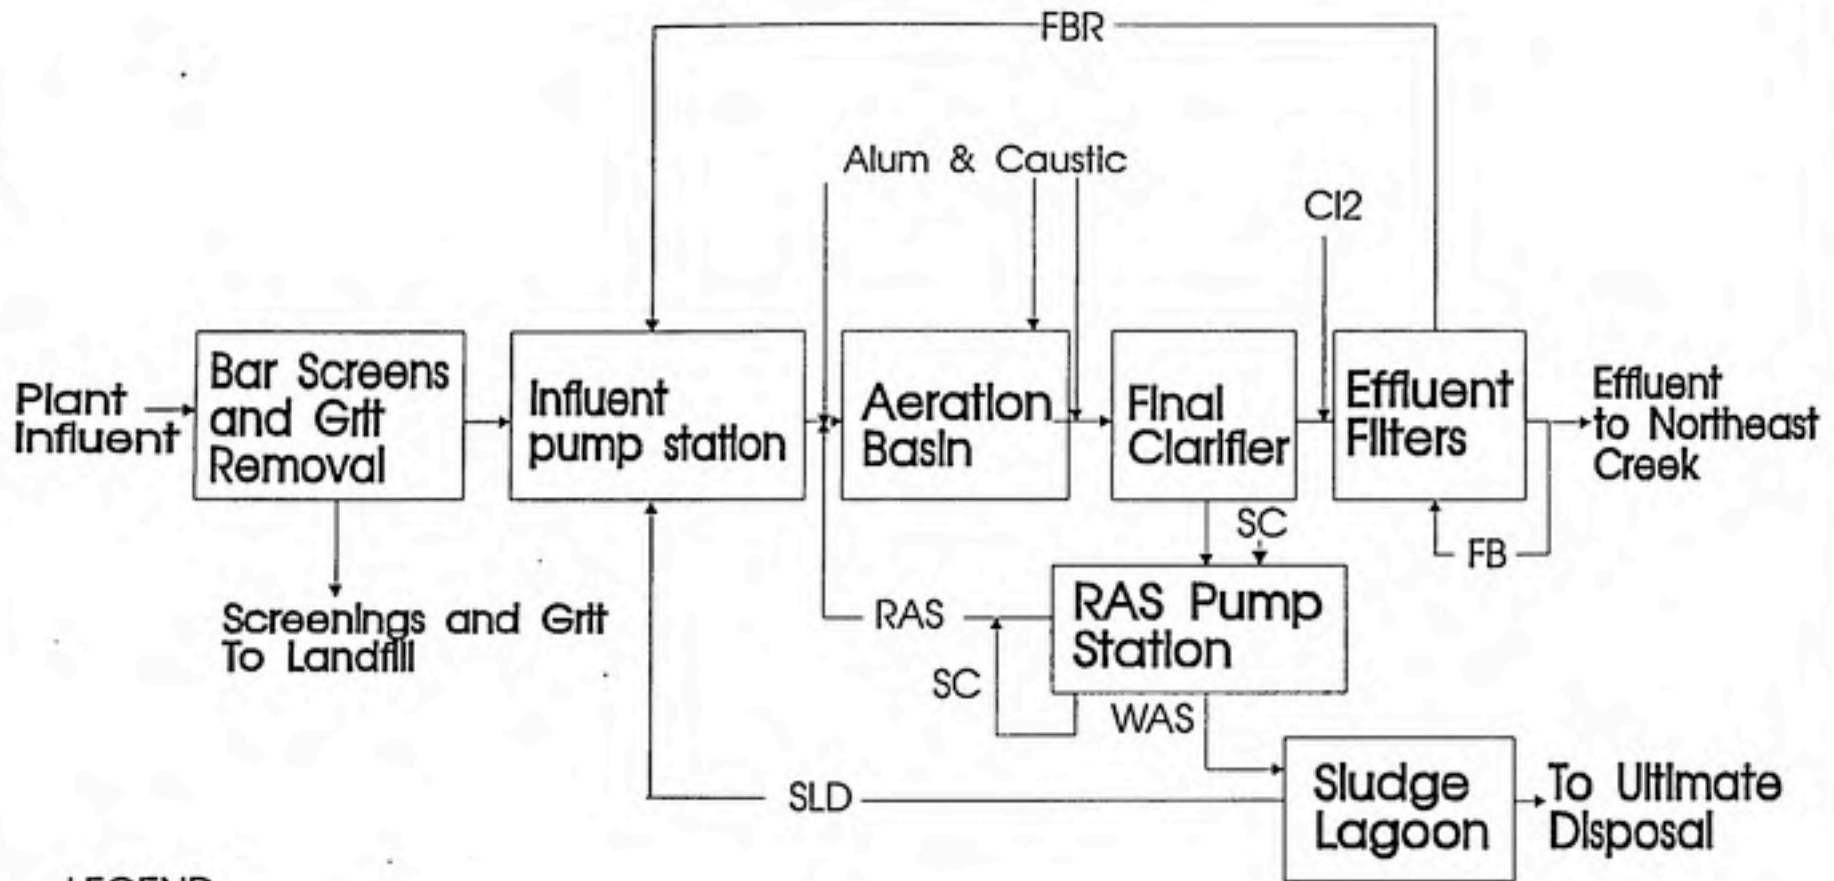 FBR
Alum & Caustic
Cl2
Plant
Influent
Bar Screens
and Grit
Removal
Influent
pump station
Aeration
Basin
Final
Clarifier
Effluent
Filters
Effluent
to Northeast
Creek
SC
FB
Screenings and Grit
To Landfill
RAS
RAS Pump
Station
SC
WAS
SLD
Sludge
Lagoon
To Ultimate
Disposal
LEGEND